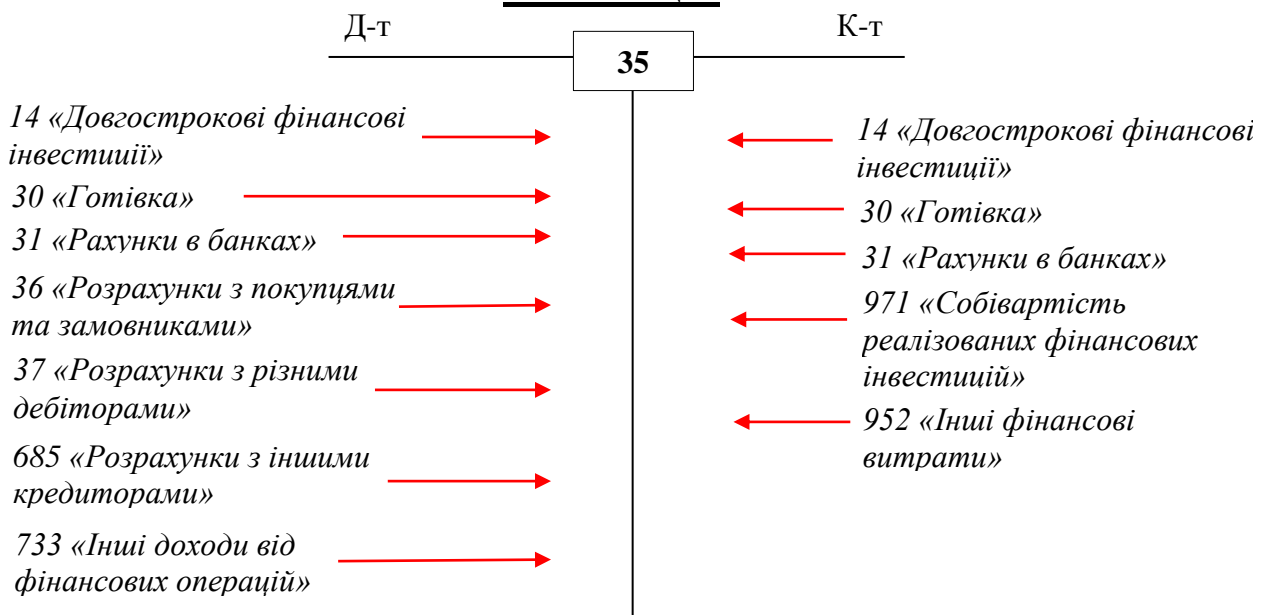 Д-т
К-т
35
14 «Довгострокові фінансові
інвестиції»
30 «Готівка»
31 «Рахунки в банках»
36 «Розрахунки з покупцями
та замовниками»
37 «Розрахунки з різними
дебіторами»
685 «Розрахунки з іншими
кредиторами»
733 «Інші доходи від
фінансових операцій»
14 «Довгострокові фінансові
інвестиції»
30 «Готівка»
31 «Рахунки в банках»
971 «Собівартість
реалізованих фінансових
інвестицій»
952 «Інші фінансові
витрати»